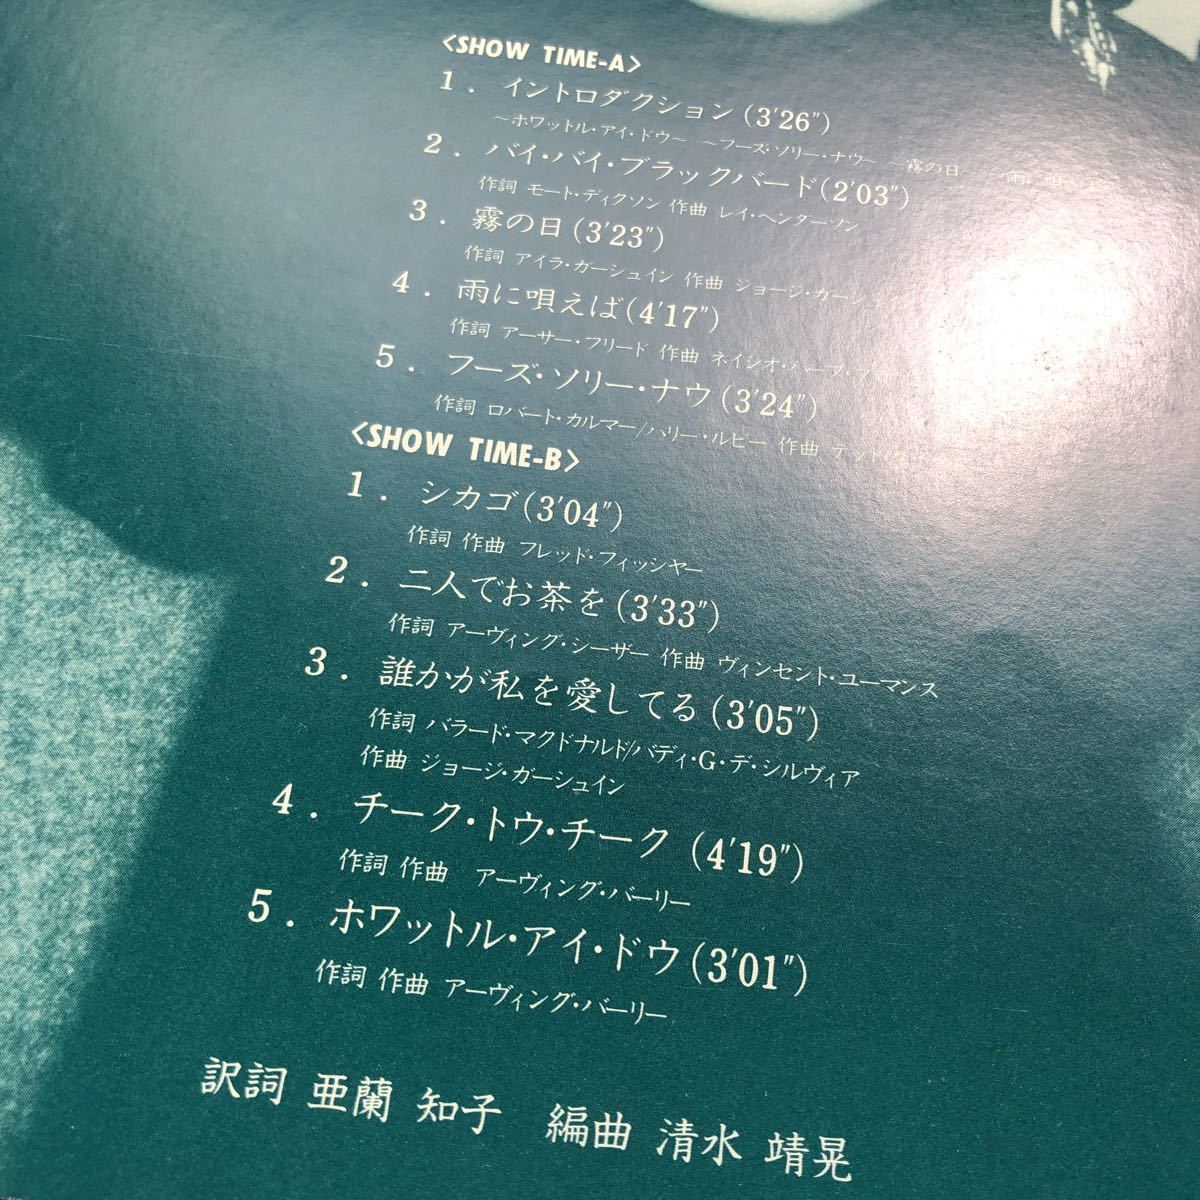 <SHOW TIME-A>
1. イントロダクション(3'26")
~ホワットル・アイ・ドウ~ ~フーズ・ソリー・ナウ~ ~霧の日
2. バイ・バイ・ブラックバード(2'03")
作詞 モート・ディクソン 作曲 レイ・ヘンダーソン
3. 霧の日(3'23")
作詞 アイラ・ガーシュイン 作曲 ジョージ・ガーシュイン
4. 雨に唄えば(4'17")
作詞 アーサー・フリード 作曲 ネイシオ・ハーブ・
5. フーズ・ソリー・ナウ(3'24")
作詞 ロバート・カルマー/ハリー・ルビー 作曲 テッド・
<SHOW TIME-B>
1. シカゴ(3'04")
作詞 作曲 フレッド・フィッシャー
2. 二人でお茶を(3'33")
作詞 アーヴィング・シーザー 作曲 ヴィンセント・ユーマンス
3. 誰かが私を愛してる(3'05")
作詞 バラード・マクドナルド/バディ・G・デ・シルヴィア
作曲 ジョージ・ガーシュイン
4. チーク・トウ・チーク (4'19")
作詞 作曲 アーヴィング・バーリー
5. ホワットル・アイ・ドウ(3'01")
作詞 作曲 アーヴィング・バーリー
訳詞 亜蘭 知子 編曲 清水 靖晃